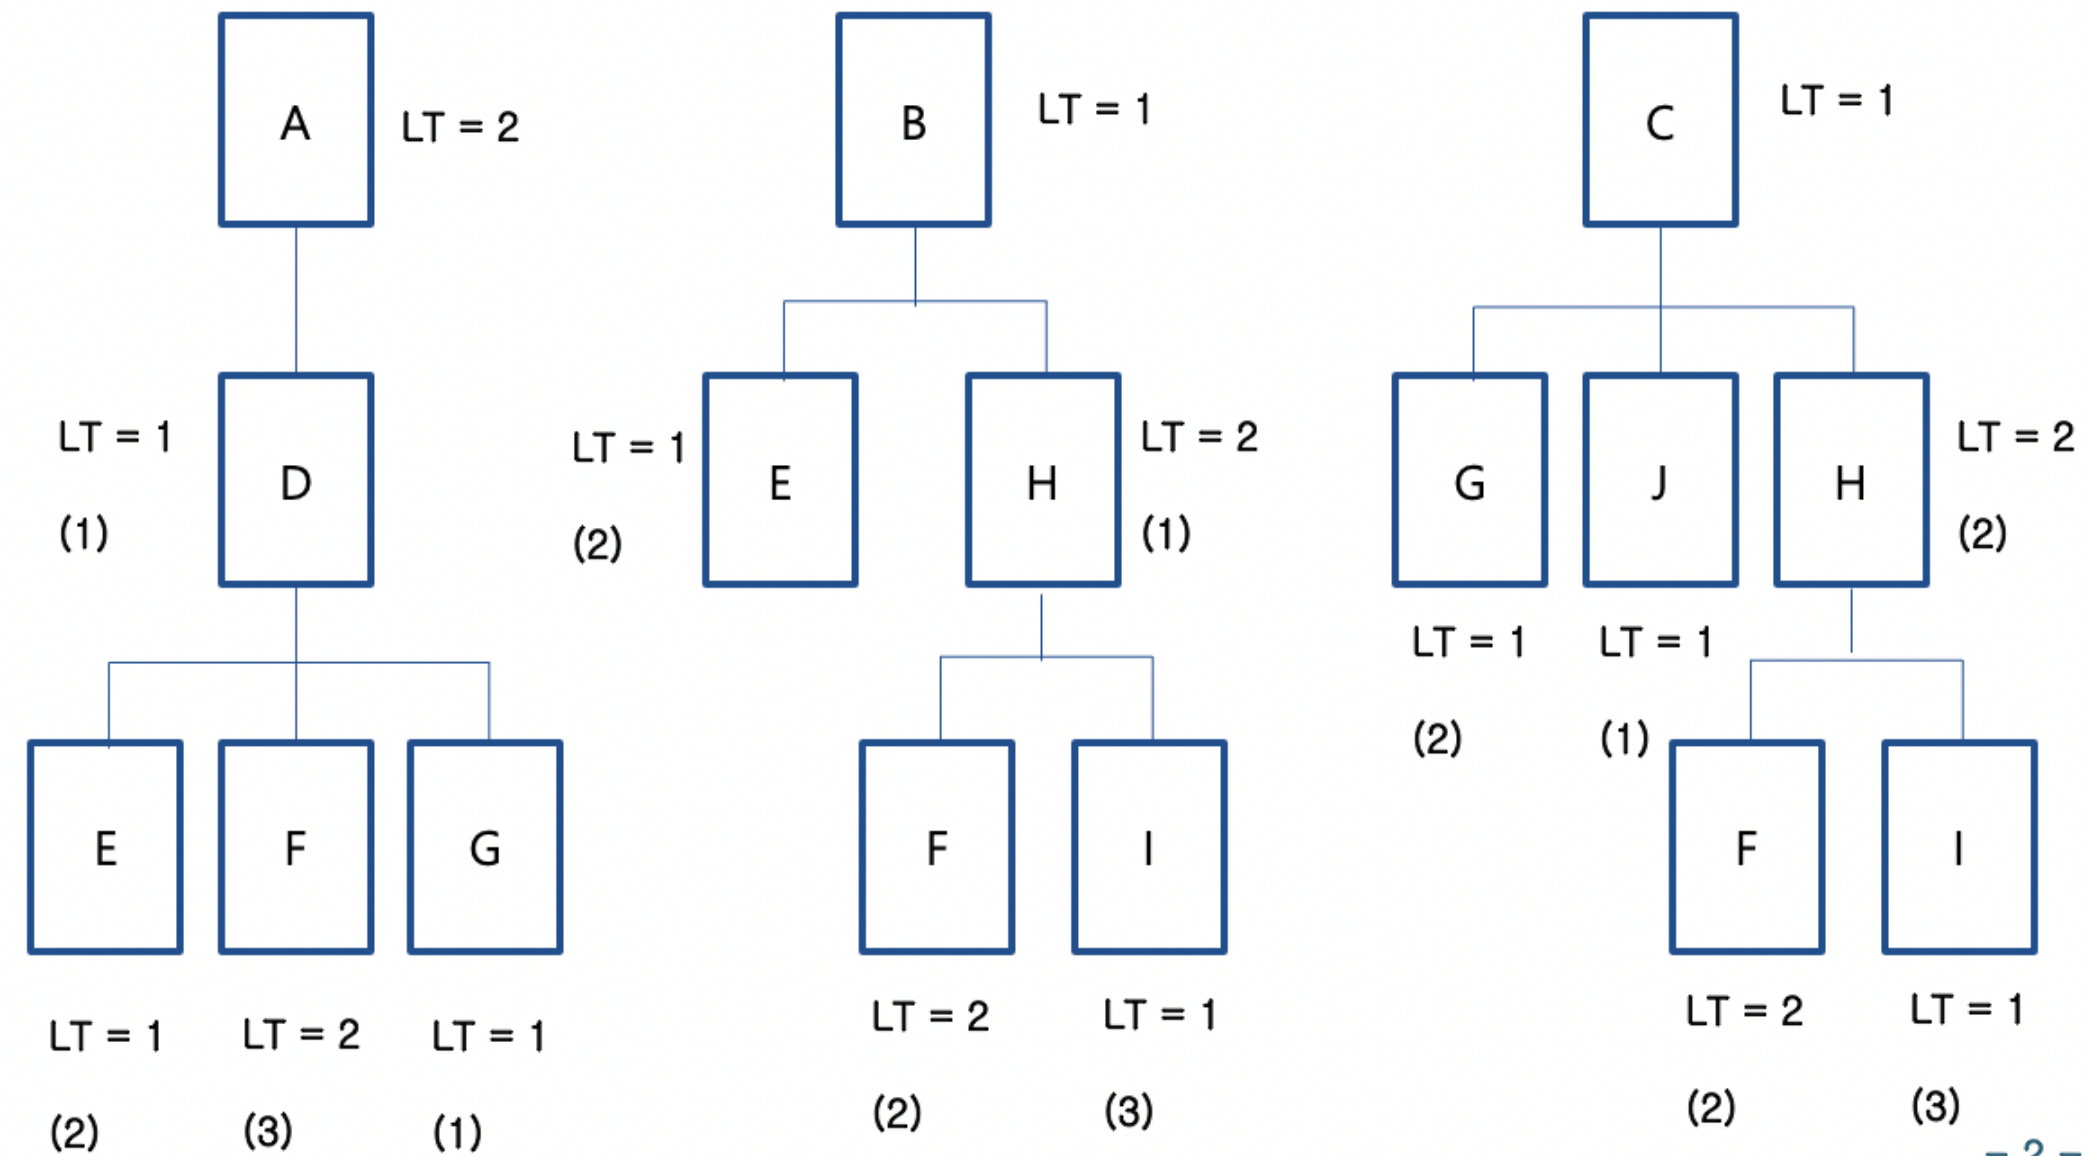 A
LT = 2
B
LT = 1
C
LT = 1
LT = 1
(1)
D
LT = 1
(2)
E
H
LT = 2
(1)
G
J
H
LT = 2
(2)
LT = 1
(2)
LT = 1
(1)
E
F
G
F
I
F
I
LT = 1
(2)
LT = 2
(3)
LT = 1
(1)
LT = 2
(2)
LT = 1
(3)
LT = 2
(2)
LT = 1
(3)